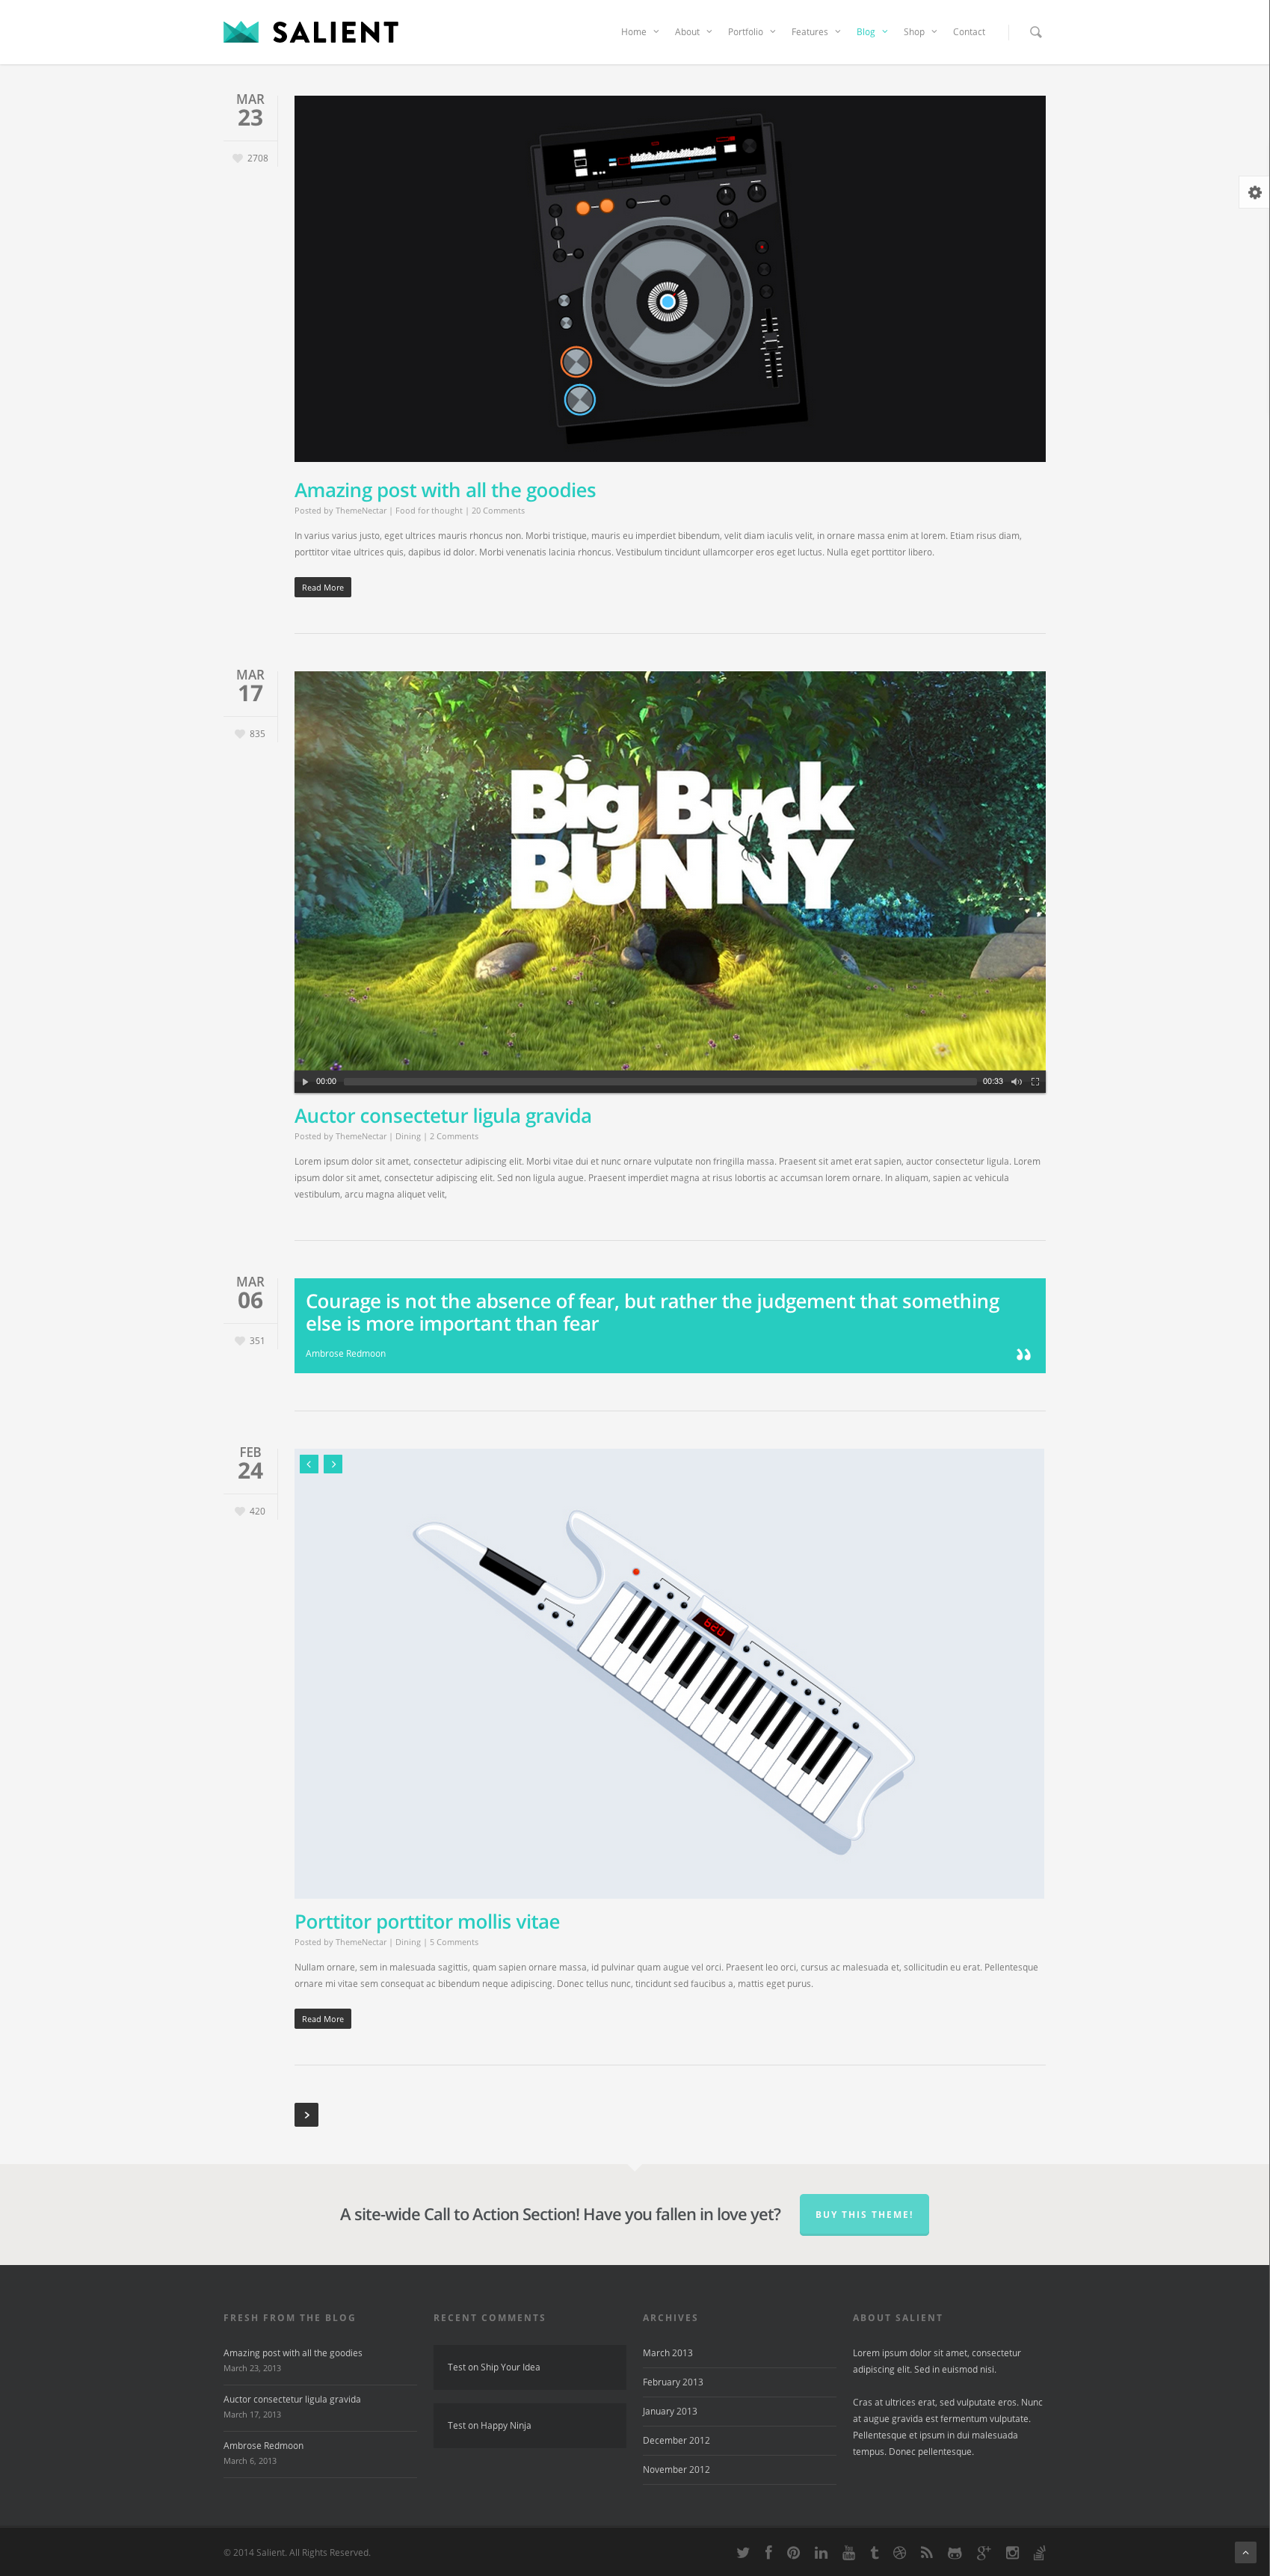 SALIENT
Home About Portfolio Features Blog Shop Contact
MAR
23
2708
Amazing post with all the goodies
Posted by ThemeNectar | Food for thought | 20 Comments
In varius varius justo, eget ultrices mauris rhoncus non. Morbi tristique, mauris eu imperdiet bibendum, velit diam iaculis velit, in ornare massa enim at lorem. Etiam risus diam,
porttitor vitae ultrices quis, dapibus id dolor. Morbi venenatis lacinia rhoncus. Vestibulum tincidunt ullamcorper eros eget luctus. Nulla eget porttitor libero.
Read More
MAR
17
835
Big Buck
BUNNY
00:00 00:33
Auctor consectetur ligula gravida
Posted by ThemeNectar | Dining | 2 Comments
Lorem ipsum dolor sit amet, consectetur adipiscing elit. Morbi vitae dui et nunc ornare vulputate non fringilla massa. Praesent sit amet erat sapien, auctor consectetur ligula. Lorem
ipsum dolor sit amet, consectetur adipiscing elit. Sed non ligula augue. Praesent imperdiet magna at risus lobortis ac accumsan lorem ornare. In aliquam, sapien ac vehicula
vestibulum, arcu magna aliquet velit,
MAR
06
351
Courage is not the absence of fear, but rather the judgement that something
else is more important than fear
Ambrose Redmoon
FEB
24
420
Porttitor porttitor mollis vitae
Posted by ThemeNectar | Dining | 5 Comments
Nullam ornare, sem in malesuada sagittis, quam sapien ornare massa, id pulvinar quam augue vel orci. Praesent leo orci, cursus ac malesuada et, sollicitudin eu erat. Pellentesque
ornare mi vitae sem consequat ac bibendum neque adipiscing. Donec tellus nunc, tincidunt sed faucibus a, mattis eget purus.
Read More
A site-wide Call to Action Section! Have you fallen in love yet?
BUY THIS THEME!
FRESH FROM THE BLOG
Amazing post with all the goodies
March 23, 2013
Auctor consectetur ligula gravida
March 17, 2013
Ambrose Redmoon
March 6, 2013
RECENT COMMENTS
Test on Ship Your Idea
Test on Happy Ninja
ARCHIVES
March 2013
February 2013
January 2013
December 2012
November 2012
ABOUT SALIENT
Lorem ipsum dolor sit amet, consectetur
adipiscing elit. Sed in euismod nisi.
Cras at ultrices erat, sed vulputate eros. Nunc
at augue gravida est fermentum vulputate.
Pellentesque et ipsum in dui malesuada
tempus. Donec pellentesque.
© 2014 Salient. All Rights Reserved.